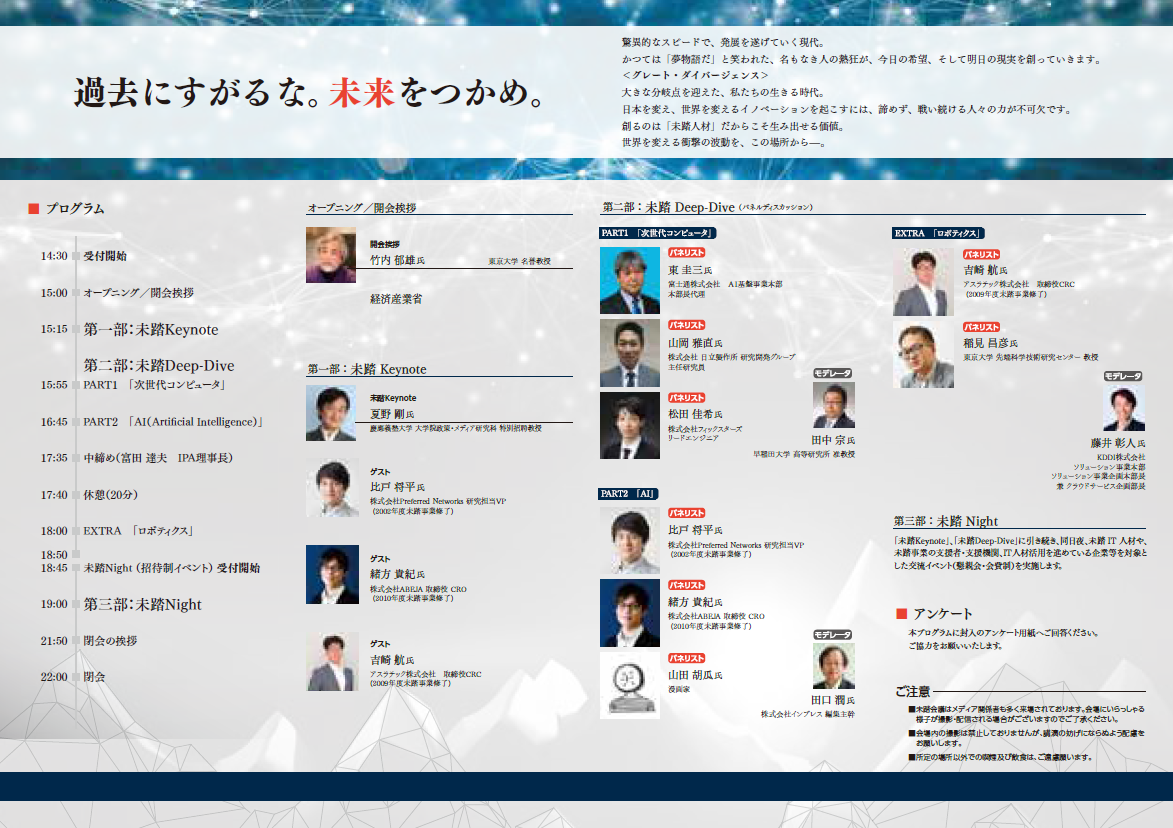 過去にすがるな。未来をつかめ。
驚異的なスピードで、発展を遂げていく現代。
かつては「夢物語だ」と笑われた、名もなき人の熱狂が、今日の希望、そして明日の現実を創っていきます。
＜グレート・ダイバージェンス＞
大きな分岐点を迎えた、私たちの生きる時代。
日本を変え、世界を変えるイノベーションを起こすには、諦めず、戦い続ける人々の力が不可欠です。
創るのは「未踏人材」だからこそ生み出せる価値。
世界を変える衝撃の波動を、この場所から―。
■ プログラム
14:30 受付開始
15:00 オープニング／開会挨拶
15:15 第一部：未踏Keynote
第二部：未踏Deep-Dive
15:55 PART1 「次世代コンピュータ」
16:45 PART2 「AI（Artificial Intelligence）」
17:35 中締め（富田 達夫　IPA理事長）
17:40 休憩（20分）
18:00 EXTRA 「ロボティクス」
18:50
18:45 未踏Night （招待制イベント） 受付開始
19:00 第三部：未踏Night
21:50 閉会の挨拶
22:00 閉会
オープニング／開会挨拶
開会挨拶
竹内 郁雄氏 東京大学 名誉教授
経済産業省
第一部：未踏 Keynote
未踏Keynote
夏野 剛氏
慶應義塾大学 大学院政策・メディア研究科 特別招聘教授
ゲスト
比戸 将平氏
株式会社Preferred Networks 研究担当VP
（2002年度未踏事業修了）
ゲスト
緒方 貴紀氏
株式会社ABEJA 取締役 CRO
（2010年度未踏事業修了）
ゲスト
吉崎 航氏
アスラテック株式会社　取締役CRC
（2009年度未踏事業修了）
第二部：未踏 Deep-Dive （パネルディスカッション）
PART1 「次世代コンピュータ」
パネリスト
東 圭三氏
富士通株式会社　AI基盤事業本部
本部長代理
パネリスト
山岡 雅直氏
株式会社 日立製作所 研究開発グループ
主任研究員
パネリスト
松田 佳希氏
株式会社フィックスターズ
リードエンジニア
モデレータ
田中 宗氏
早稲田大学 高等研究所 准教授
PART2 「AI」
パネリスト
比戸 将平氏
株式会社Preferred Networks 研究担当VP
（2002年度未踏事業修了）
パネリスト
緒方 貴紀氏
株式会社ABEJA 取締役 CRO
（2010年度未踏事業修了）
パネリスト
山田 胡瓜氏
漫画家
モデレータ
田口 潤氏
株式会社インプレス 編集主幹
EXTRA 「ロボティクス」
パネリスト
吉崎 航氏
アスラテック株式会社　取締役CRC
（2009年度未踏事業修了）
パネリスト
稲見 昌彦氏
東京大学 先端科学技術研究センター 教授
モデレータ
藤井 彰人氏
KDDI株式会社
ソリューション事業本部
ソリューション事業企画本部長
兼 クラウドサービス企画部長
第三部：未踏 Night
「未踏Keynote」、「未踏Deep-Dive」に引き続き、同日夜、未踏 IT 人材や、
未踏事業の支援者・支援機関、IT人材活用を進めている企業等を対象と
した交流イベント（懇親会・会費制）を実施します。
■ アンケート
本プログラムに封入のアンケート用紙へご回答ください。
ご協力をお願いいたします。
ご注意
■未踏会議はメディア関係者も多く来場されております。会場にいらっしゃる
様子が撮影・配信される場合がございますのでご了承ください。
■会場内の撮影は禁止しておりませんが、講演の妨げにならぬよう配慮を
お願いします。
■所定の場所以外での喫煙及び飲食は、ご遠慮願います。